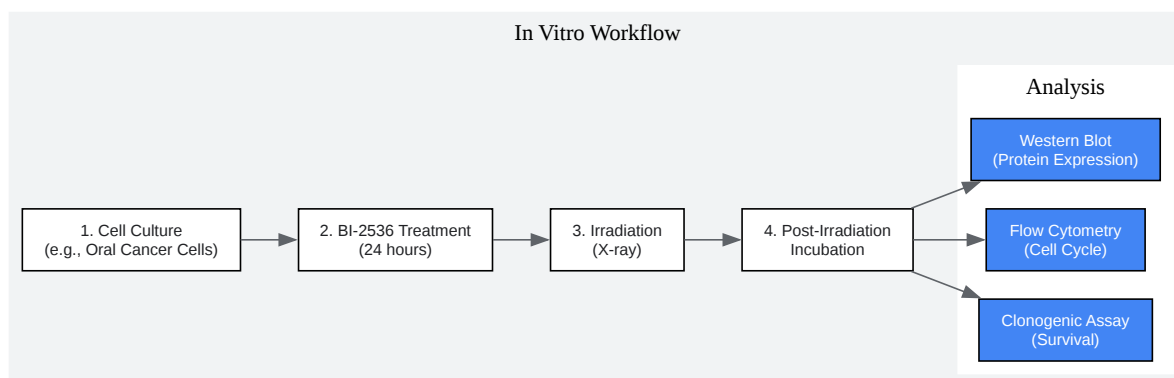 In Vitro Workflow
Analysis
1. Cell Culture
(e.g., Oral Cancer Cells)
2. BI-2536 Treatment
(24 hours)
3. Irradiation
(X-ray)
4. Post-Irradiation
Incubation
Western Blot
(Protein Expression)
Flow Cytometry
(Cell Cycle)
Clonogenic Assay
(Survival)